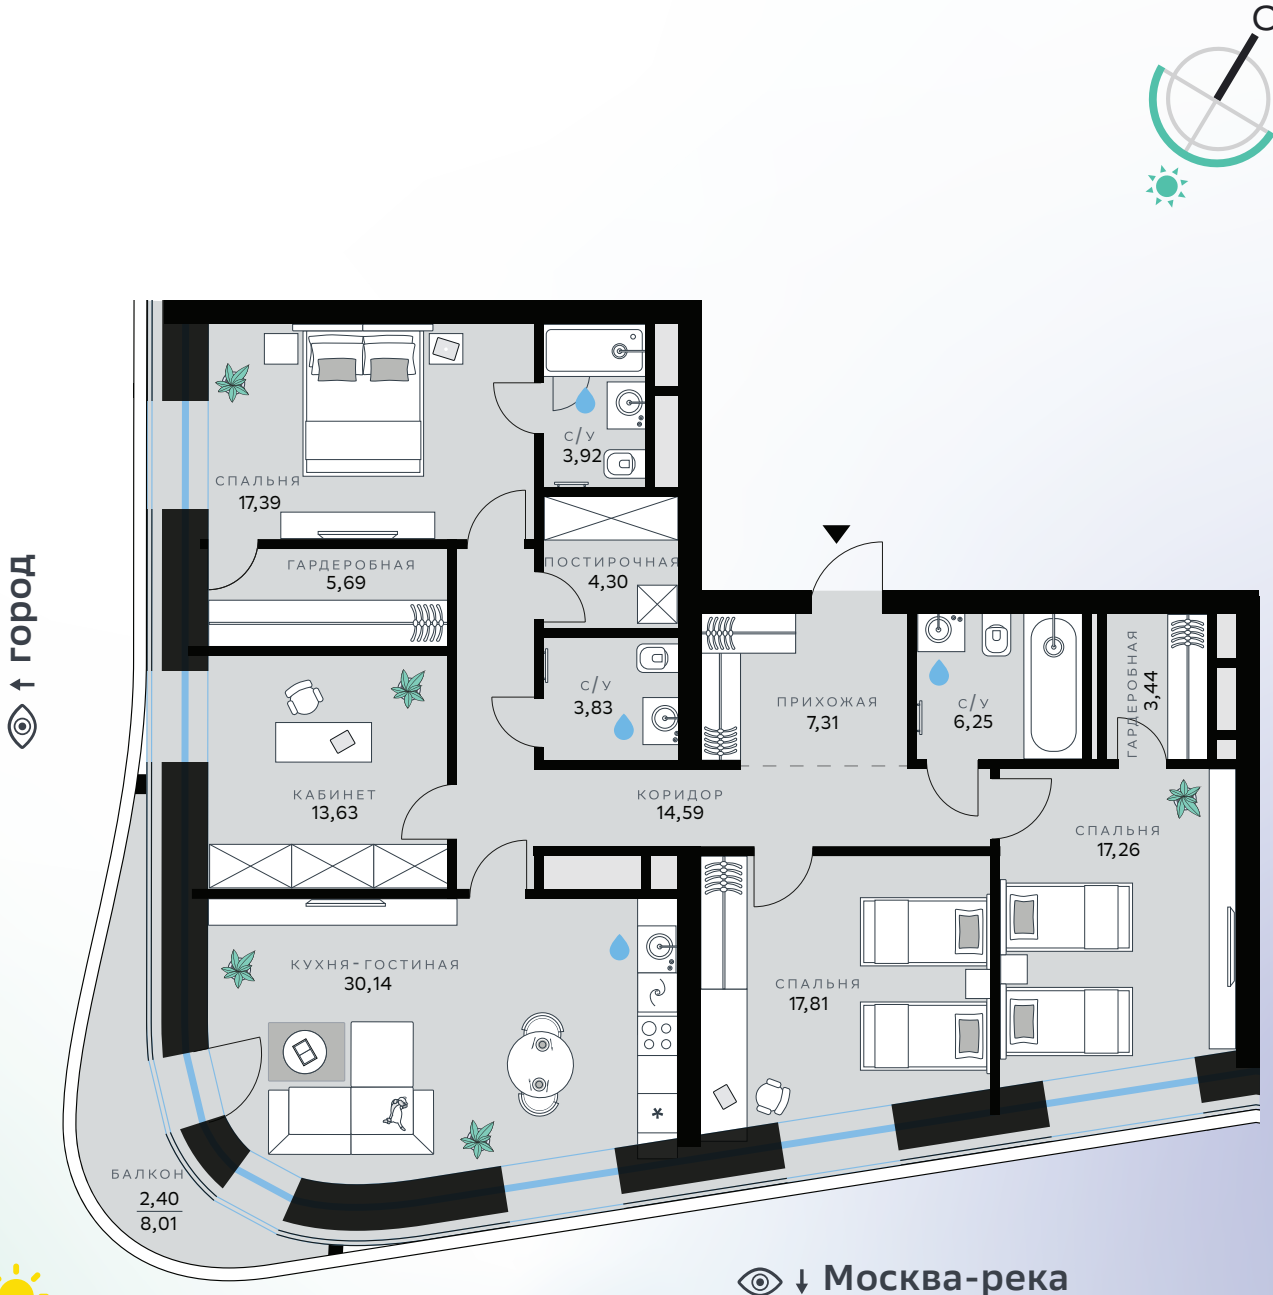 С
С/У
3,92
СПАЛЬНЯ
17,39
ГАРДЕРОБНАЯ
5,69
ПОСТИРОЧНАЯ
4,30
город
С/У
3,83
ПРИХОЖАЯ
7,31
С/У
6,25
ГАРДЕРОБНАЯ
3,44
КАБИНЕТ
13,63
КОРИДОР
14,59
СПАЛЬНЯ
17,26
КУХНЯ-ГОСТИНАЯ
30,14
СПАЛЬНЯ
17,81
БАЛКОН
2,40
8,01
Москва-река